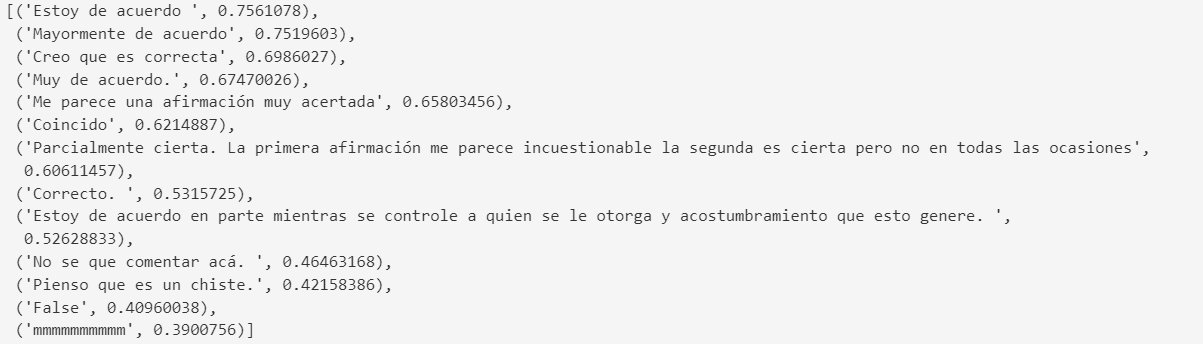 [('Estoy de acuerdo ', 0.7561078),
('Mayormente de acuerdo', 0.7519603),
('Creo que es correcta', 0.6986027),
('Muy de acuerdo.', 0.67470026),
('Me parece una afirmación muy acertada', 0.65803456),
('Coincido', 0.6214887),
('Parcialmente cierta. La primera afirmación me parece incuestionable la segunda es cierta pero no en todas las ocasiones',
0.60611457),
('Correcto. ', 0.5315725),
('Estoy de acuerdo en parte mientras se controle a quien se le otorga y acostumbramiento que esto genere. ',
0.52628833),
('No se que comentar acá. ', 0.46463168),
('Pienso que es un chiste.', 0.42158386),
('False', 0.40960038),
('mmmmmmmmmmm', 0.3900756)]